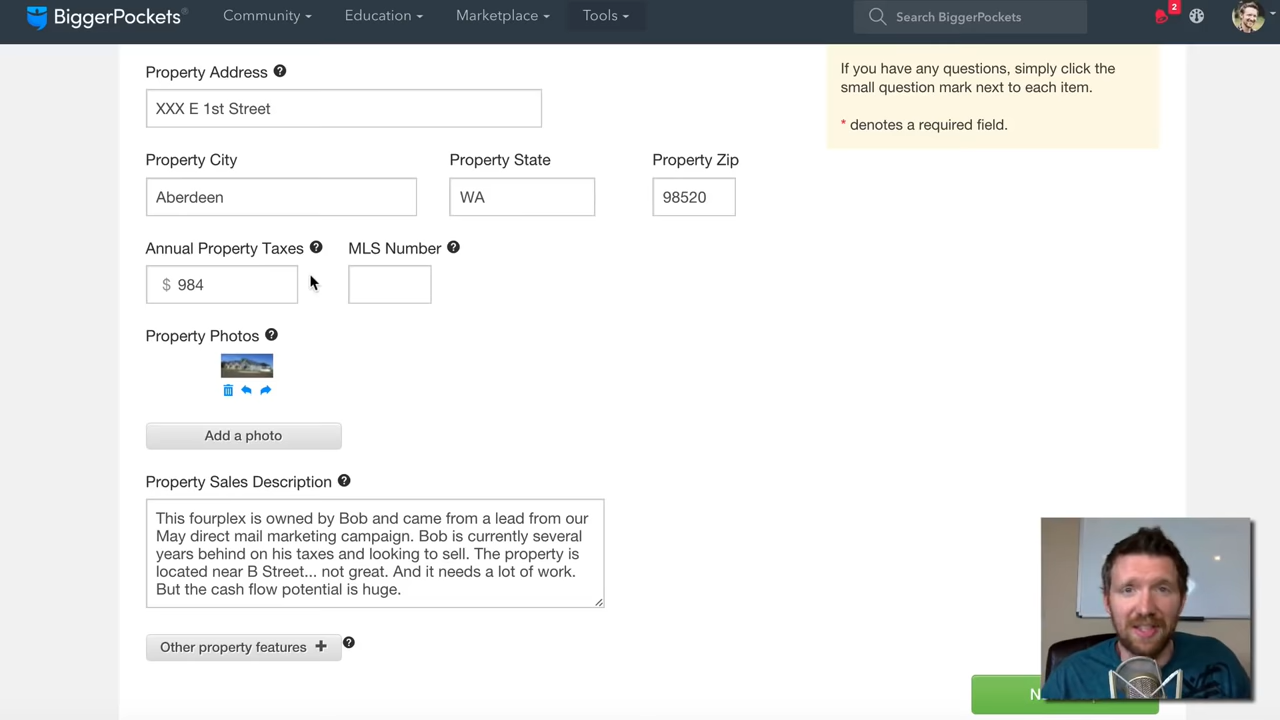 BiggerPockets
Community
Education
Marketplace
Tools
Search BiggerPockets
2
Property Address ?
XXX E 1st Street
If you have any questions, simply click the
small question mark next to each item.
* denotes a required field.
Property City
Property State
Property Zip
Aberdeen
WA
98520
Annual Property Taxes ?
MLS Number ?
$ 984
Property Photos ?
Add a photo
Property Sales Description ?
This fourplex is owned by Bob and came from a lead from our
May direct mail marketing campaign. Bob is currently several
years behind on his taxes and looking to sell. The property is
located near B Street... not great. And it needs a lot of work.
But the cash flow potential is huge.
Other property features + ?